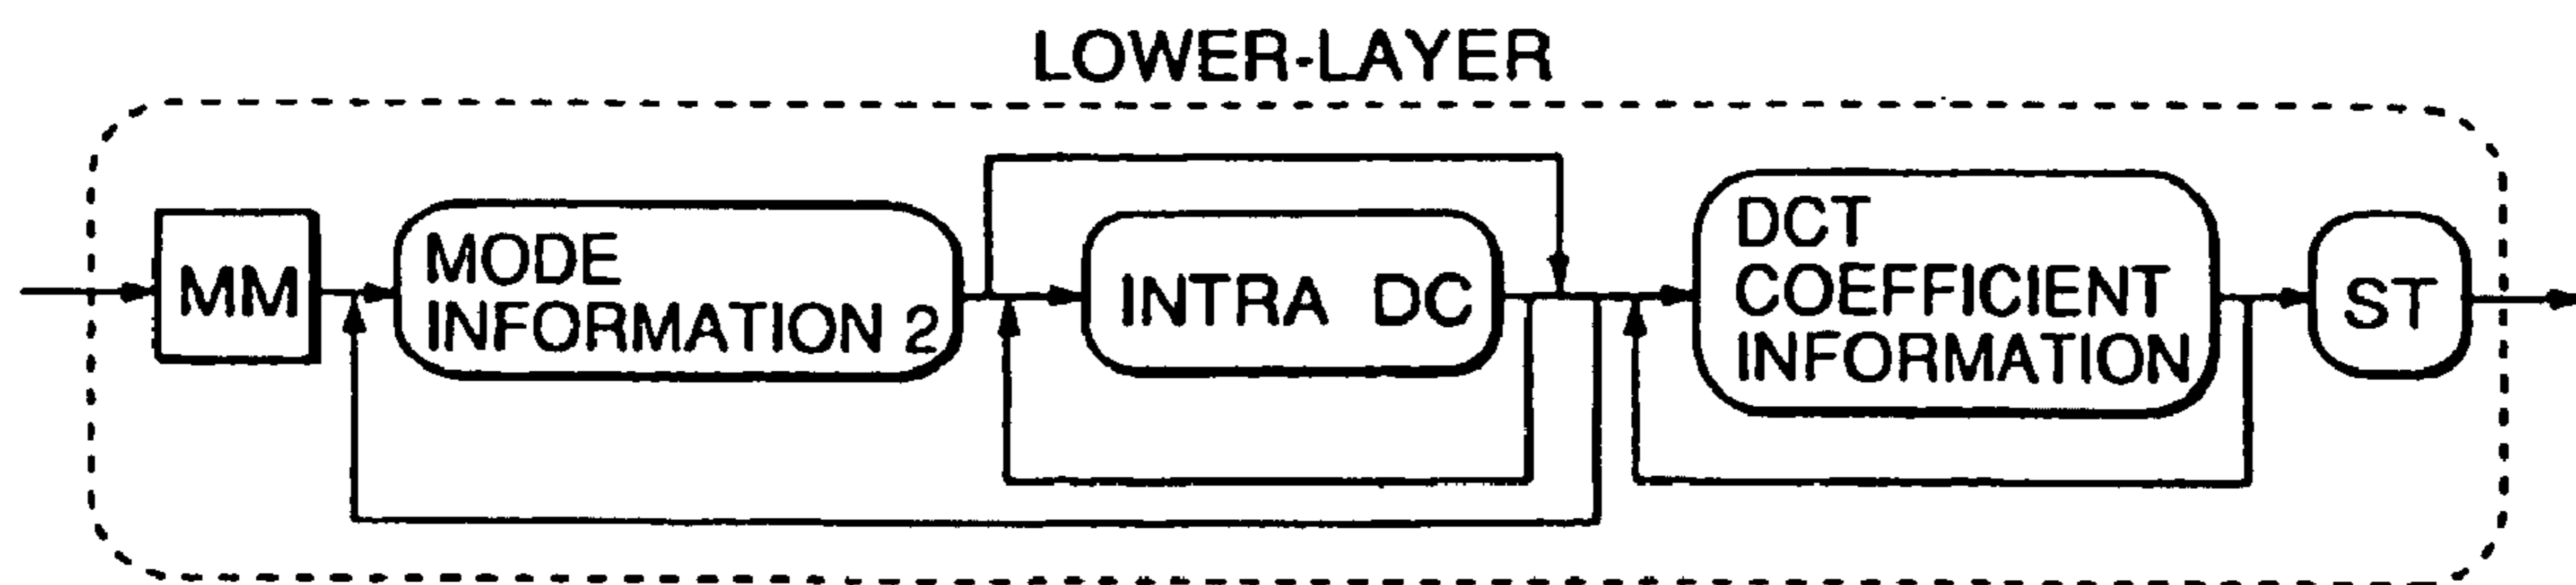 LOWER-LAYER
MM
MODE
INFORMATION 2
INTRA DC
DCT
COEFFICIENT
INFORMATION
ST